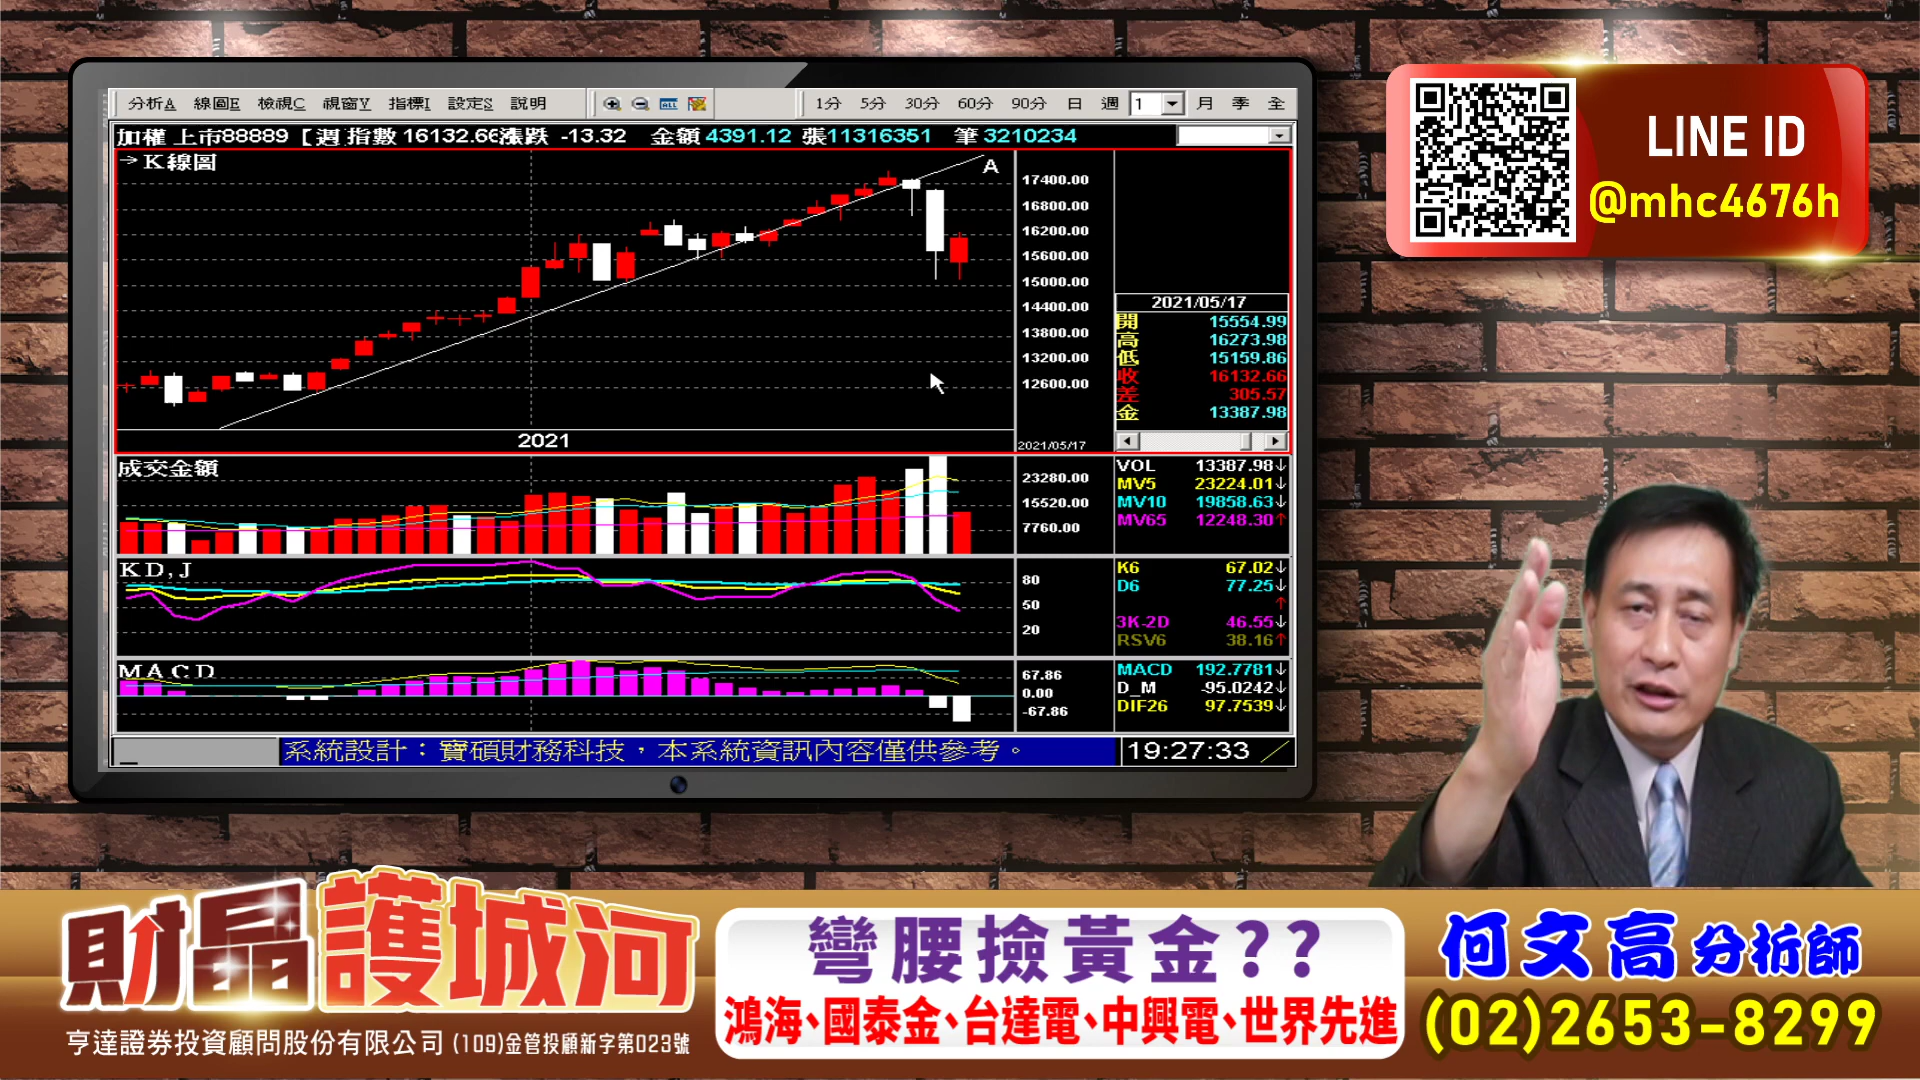 分析A 線圖E 檢視C 視窗V 指標I 設定S 說明 ALL 1分 5分 30分 60分 90分 日 週 1 月 季 全
加權 上市88889 [週 指數 16132.66 漲跌 -13.32 金額 4391.12 張11316351 筆 3210234
→K線圖
A
17400.00
16800.00
16200.00
15600.00
15000.00
14400.00
13800.00
13200.00
12600.00
2021
2021/05/17
2021/05/17
開 15554.99
高 16273.98
低 15159.86
收 16132.66
差 305.57
金 13387.98
成交金額
23280.00
15520.00
7760.00
VOL 13387.98↓
MV5 23224.01↓
MV10 19858.63↓
MV65 12248.30↑
KD,J
80
50
20
K6 67.02↓
D6 77.25↓
↑
3K-2D 46.55↓
RSV6 38.16↑
MACD
67.86
0.00
-67.86
MACD 192.7781↓
D_M -95.0242↓
DIF26 97.7539↓
系統設計：寶碩財務科技，本系統資訊內容僅供參考。
19:27:33
LINE ID
@mhc4676h
財晶護城河
亨達證券投資顧問股份有限公司 (109)金管投顧新字第023號
彎腰撿黃金??
鴻海、國泰金、台達電、中興電、世界先進
何文高 分析師
(02)2653-8299